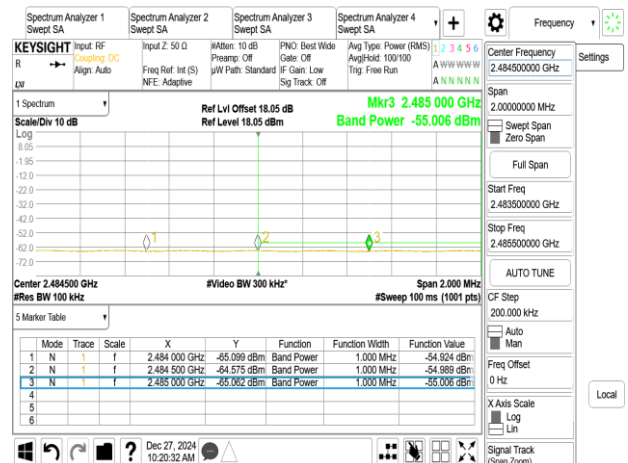 Spectrum Analyzer 1
Swept SA
Spectrum Analyzer 2
Swept SA
Spectrum Analyzer 3
Swept SA
Spectrum Analyzer 4
Swept SA
Frequency
Settings
KEYSIGHT
R
LXI
Input: RF
Coupling: DC
Align: Auto
Input Z: 50 Ω
Freq Ref: Int (S)
NFE: Adaptive
#Atten: 10 dB
Preamp: Off
µW Path: Standard
PNO: Best Wide
Gate: Off
IF Gain: Low
Sig Track: Off
Avg Type: Power (RMS)
Avg|Hold: 100/100
Trig: Free Run
1 2 3 4 5 6
A W W W W W
A N N N N N
1 Spectrum
Scale/Div 10 dB
Ref Lvl Offset 18.05 dB
Ref Level 18.05 dBm
Mkr3 2.485 000 GHz
Band Power -55.006 dBm
Log
8.05
-1.95
-12.0
-22.0
-32.0
-42.0
-52.0
-62.0
-72.0
1
2
3
Center 2.484500 GHz
#Res BW 100 kHz
#Video BW 300 kHz*
Span 2.000 MHz
#Sweep 100 ms (1001 pts)
5 Marker Table
Mode Trace Scale X Y Function Function Width Function Value
1 N 1 f 2.484 000 GHz -65.099 dBm Band Power 1.000 MHz -54.924 dBm
2 N 1 f 2.484 500 GHz -64.575 dBm Band Power 1.000 MHz -54.989 dBm
3 N 1 f 2.485 000 GHz -65.062 dBm Band Power 1.000 MHz -55.006 dBm
4
5
6
Dec 27, 2024
10:20:32 AM
Center Frequency
2.484500000 GHz
Span
2.00000000 MHz
Swept Span
Zero Span
Full Span
Start Freq
2.483500000 GHz
Stop Freq
2.485500000 GHz
AUTO TUNE
CF Step
200.000 kHz
Auto
Man
Freq Offset
0 Hz
X Axis Scale
Log
Lin
Signal Track
(Span Zoom)
Local